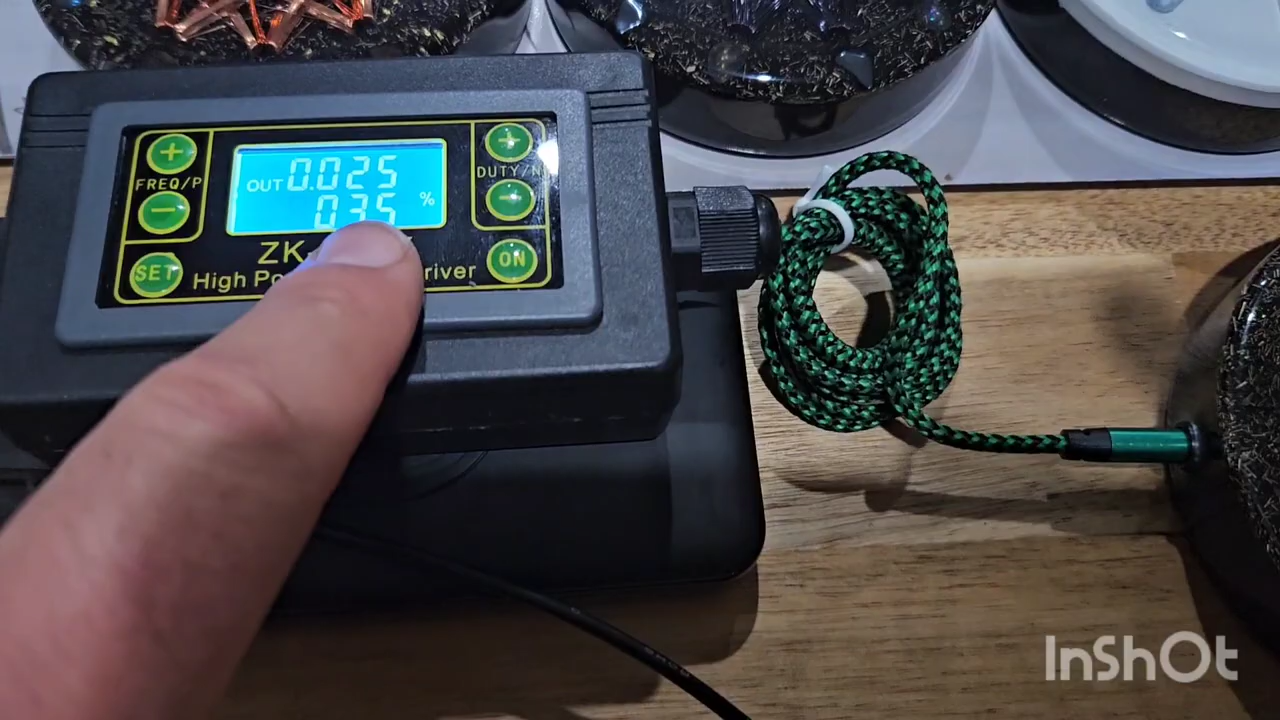 +
FREQ/P
-
SET
OUT 0.025
035 %
+
DUTY/
-
ON
ZK-
High Po river
InShOt